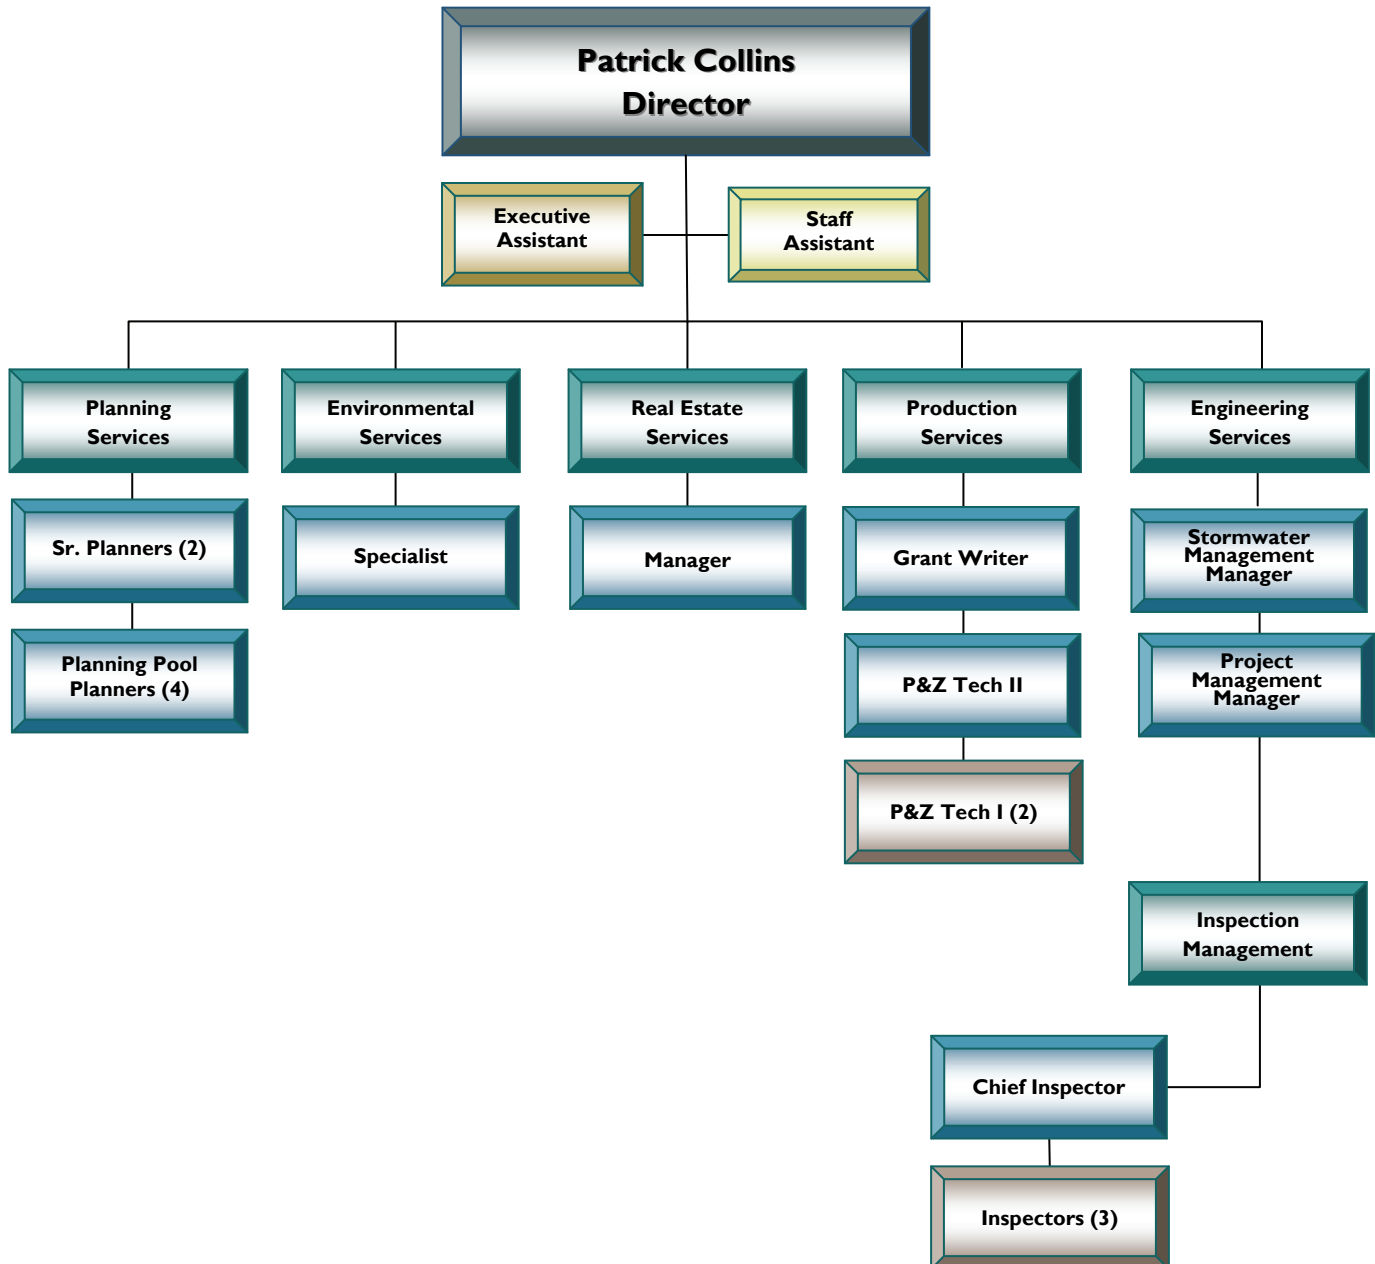 Patrick Collins
Director
Executive
Assistant
Staff
Assistant
Planning
Services
Environmental
Services
Real Estate
Services
Production
Services
Engineering
Services
Sr. Planners (2)
Specialist
Manager
Grant Writer
Stormwater
Management
Manager
Planning Pool
Planners (4)
P&Z Tech II
Project
Management
Manager
P&Z Tech I (2)
Inspection
Management
Chief Inspector
Inspectors (3)